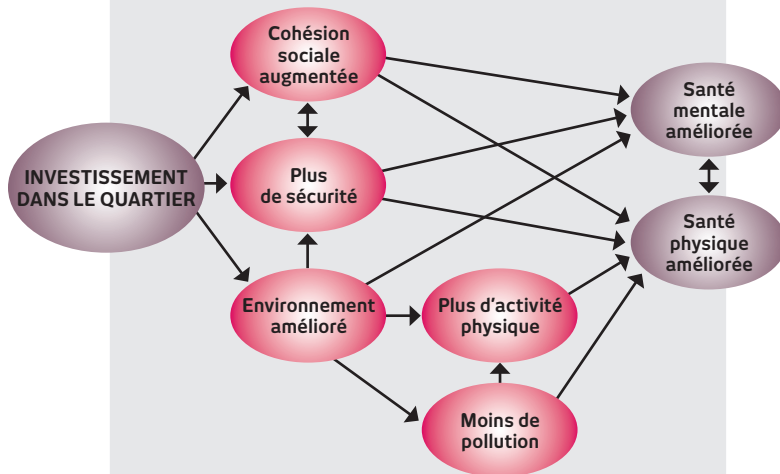 Cohésion
sociale
augmentée
INVESTISSEMENT
DANS LE QUARTIER
Plus
de sécurité
Environnement
amélioré
Plus d'activité
physique
Moins de
pollution
Santé
mentale
améliorée
Santé
physique
améliorée